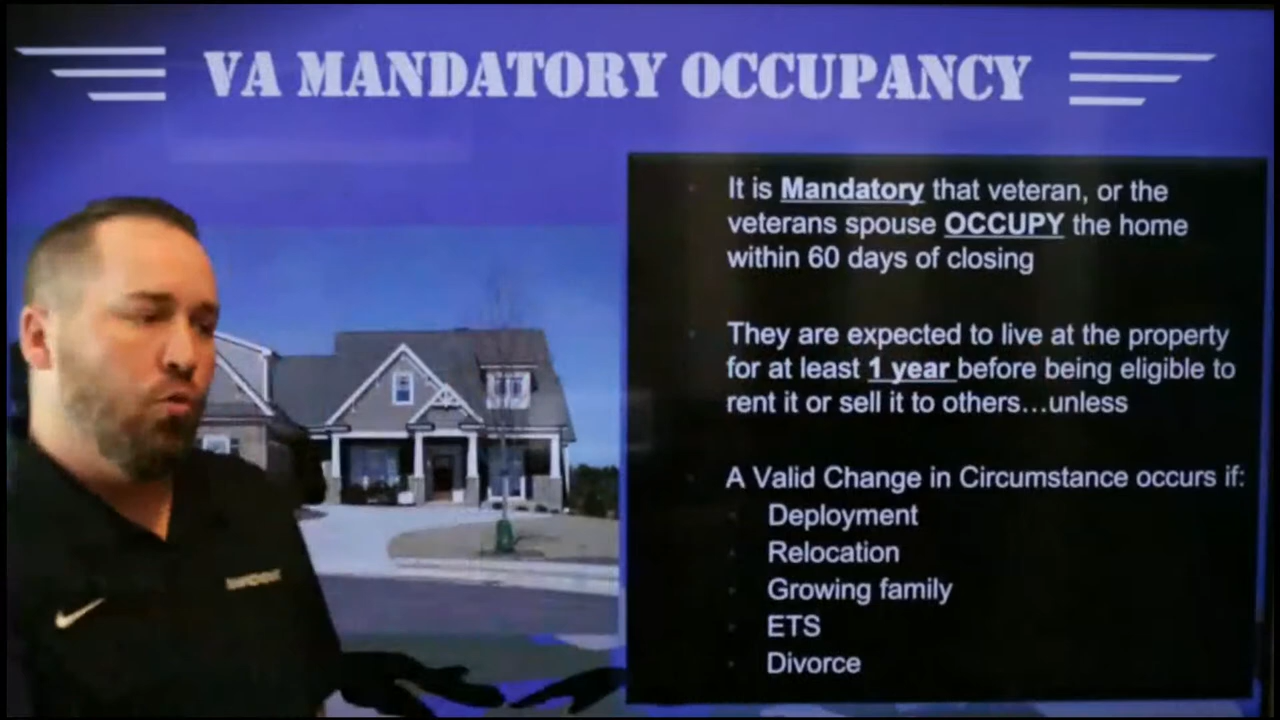 VA MANDATORY OCCUPANCY
It is Mandatory that veteran, or the
veterans spouse OCCUPY the home
within 60 days of closing
They are expected to live at the property
for at least 1 year before being eligible to
rent it or sell it to others...unless
A Valid Change in Circumstance occurs if:
Deployment
Relocation
Growing family
ETS
Divorce